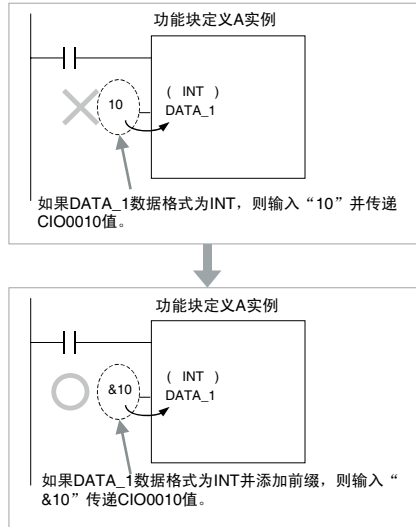 功能块定义A实例
( INT )
10
DATA_1
如果DATA_1数据格式为INT，则输入“10”并传递
CIO0010值。
功能块定义A实例
( INT )
&10
DATA_1
如果DATA_1数据格式为INT并添加前缀，则输入“
&10”传递CIO0010值。